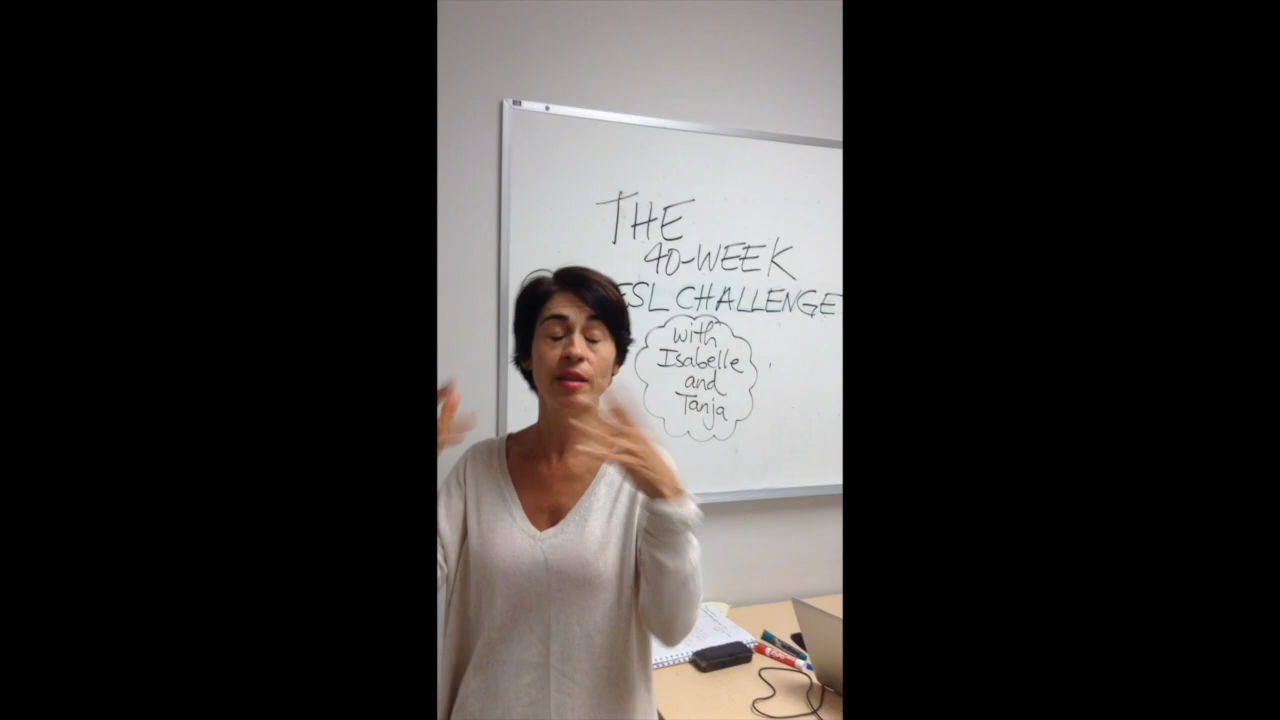 THE
40-WEEK
ESL CHALLENGE
with
Isabelle
and
Tanja